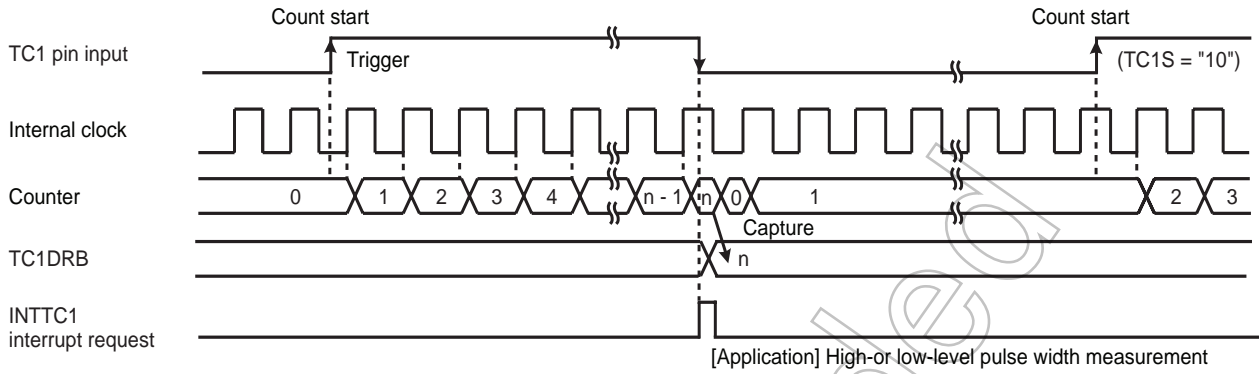 Count start
Count start
TC1 pin input
Trigger
(TC1S = "10")
Internal clock
Counter
0 1 2 3 4 n - 1 n 0 1 2 3
Capture
TC1DRB
n
INTTC1
interrupt request
[Application] High-or low-level pulse width measurement